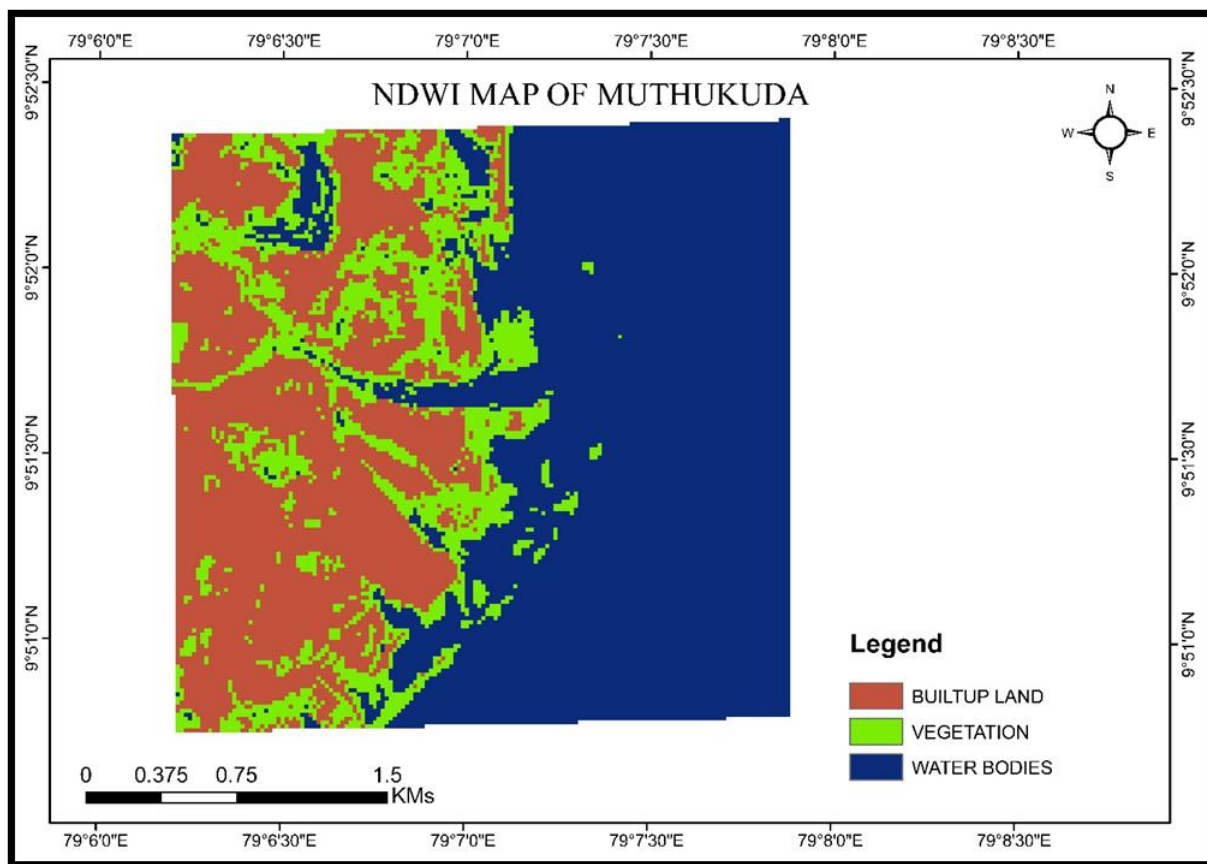 79°6'0"E 79°6'30"E 79°7'0"E 79°7'30"E 79°8'0"E 79°8'30"E
NDWI MAP OF MUTHUKUDA
N
W E
S
9°52'30"N 9°52'30"N
9°52'0"N 9°52'0"N
9°51'30"N 9°51'30"N
9°51'0"N 9°51'0"N
Legend
BUILTUP LAND
VEGETATION
WATER BODIES
0 0.375 0.75 1.5
KMs
79°6'0"E 79°6'30"E 79°7'0"E 79°7'30"E 79°8'0"E 79°8'30"E